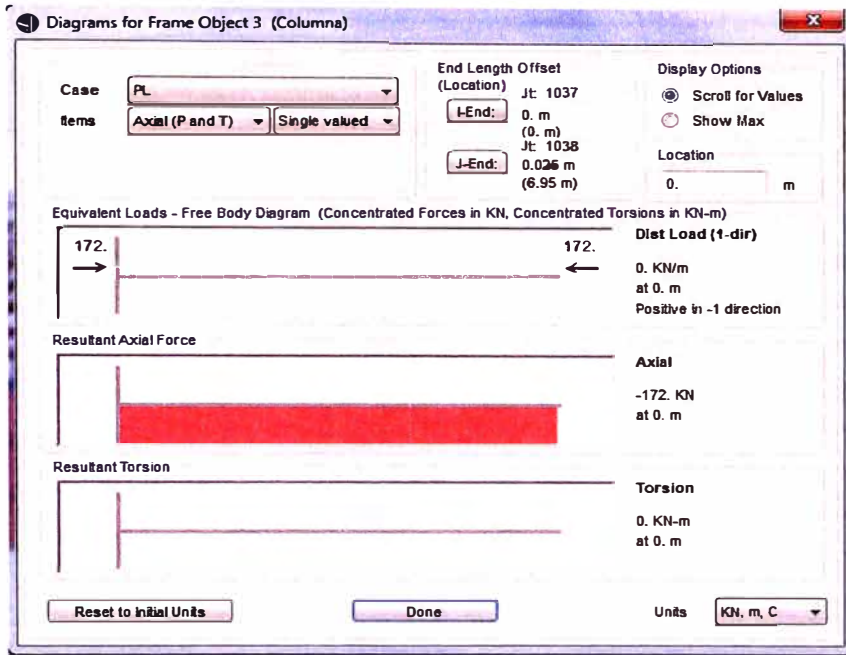 Diagrams for Frame Object 3 (Columna)
Case PL
Items Axial (P and T) Single valued
End Length Offset
(Location)
Jt: 1037
I-End: 0. m
(0. m)
Jt: 1038
J-End: 0.025 m
(6.95 m)
Display Options
Scroll for Values
Show Max
Location
0. m
Equivalent Loads - Free Body Diagram (Concentrated Forces in KN, Concentrated Torsions in KN-m)
172. 172.
Dist Load (1-dir)
0. KN/m
at 0. m
Positive in -1 direction
Resultant Axial Force
Axial
-172. KN
at 0. m
Resultant Torsion
Torsion
0. KN-m
at 0. m
Reset to Initial Units Done Units KN, m, C